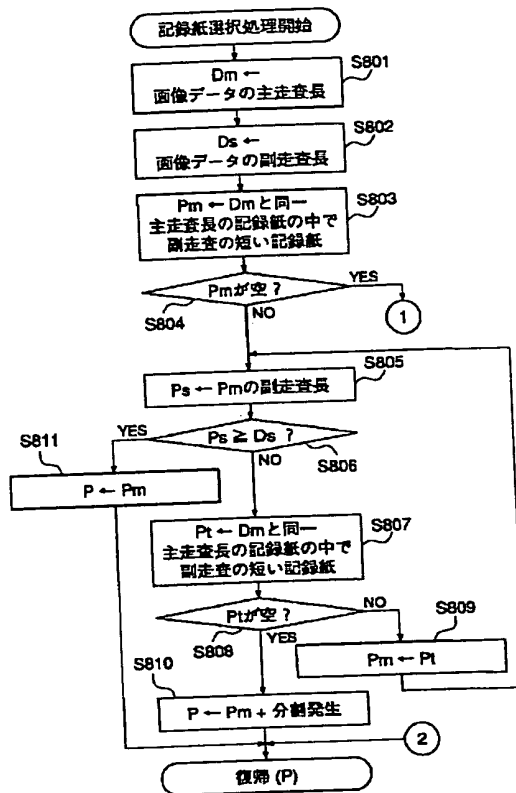 記録紙選択処理開始
S801
Dm ←
画像データの主走査長
S802
Ds ←
画像データの副走査長
S803
Pm ← Dmと同一
主走査長の記録紙の中で
副走査の短い記録紙
Pmが空?
YES
S804
NO
1
S805
Ps ← Pmの副走査長
S811
YES
Ps ≧ Ds ?
S806
NO
P ← Pm
S807
Pt ← Dmと同一
主走査長の記録紙の中で
副走査の短い記録紙
Ptが空?
NO
S809
S808
YES
S810
Pm ← Pt
P ← Pm + 分割発生
2
復帰 (P)